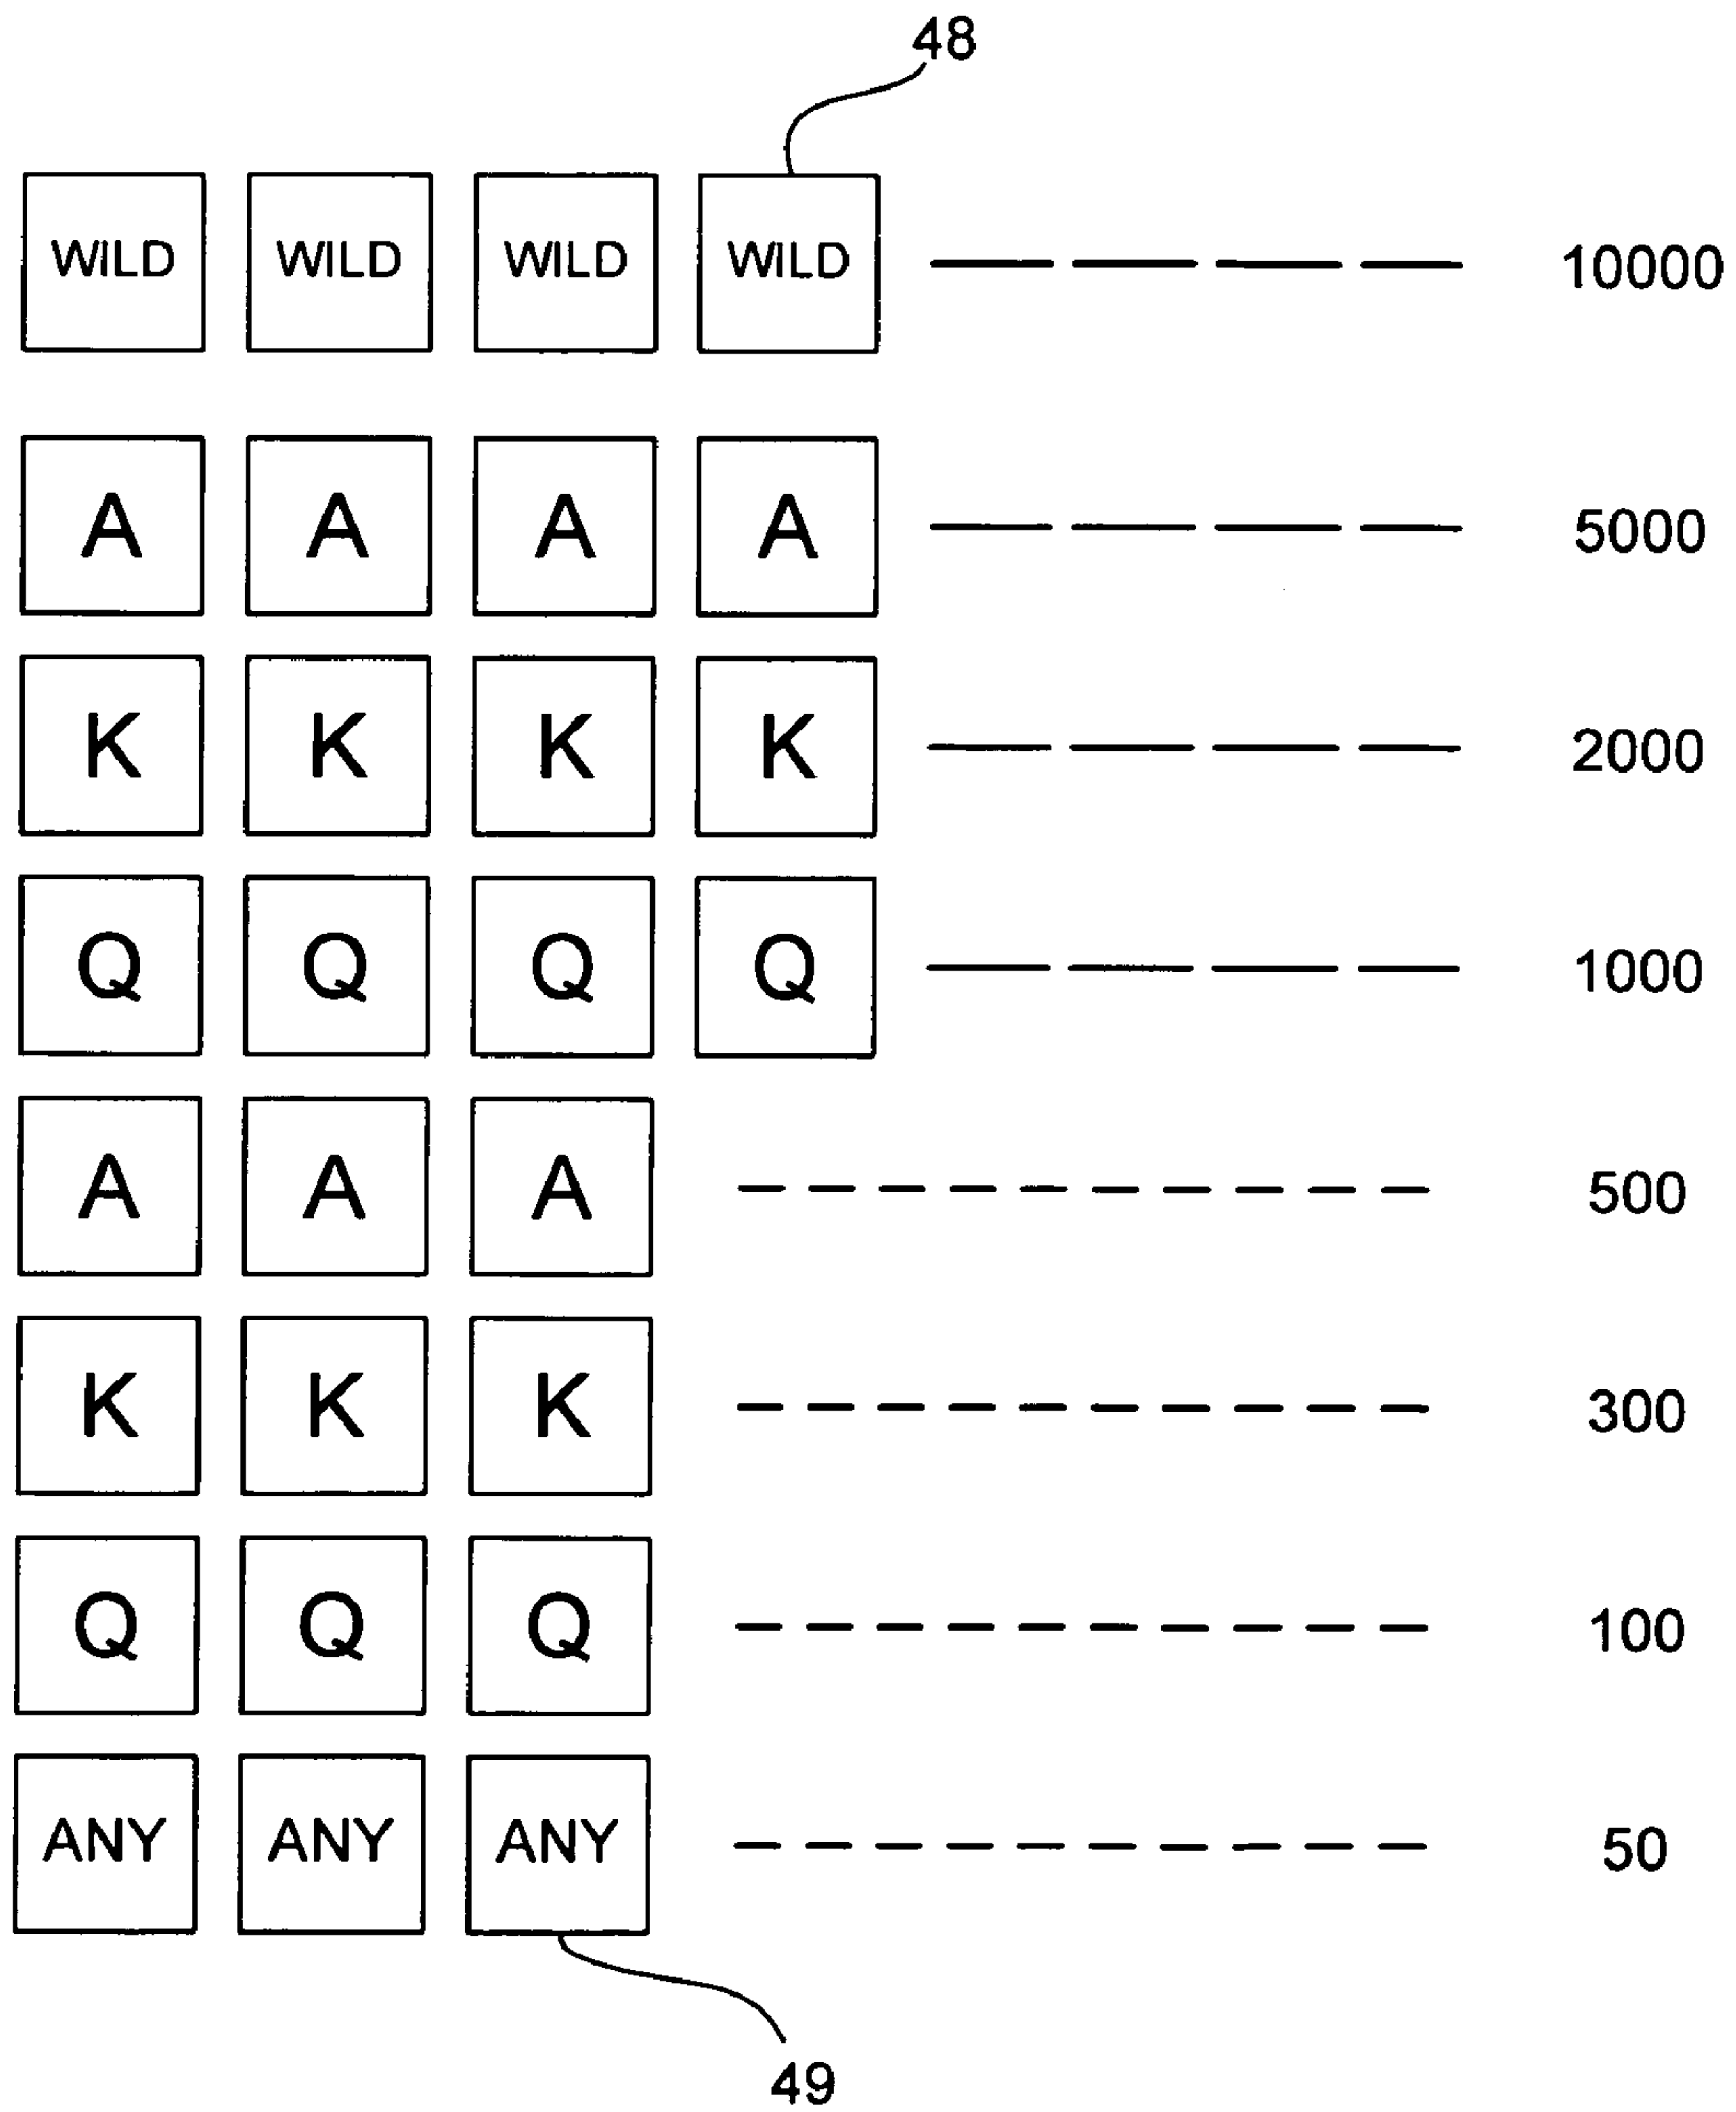 48
WILD WILD WILD WILD 10000
A A A A 5000
K K K K 2000
Q Q Q Q 1000
A A A 500
K K K 300
Q Q Q 100
ANY ANY ANY 50
49